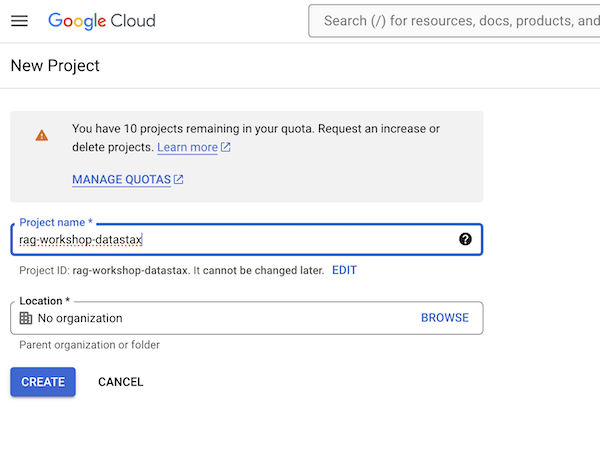 Google Cloud
Search (/) for resources, docs, products, and
New Project
You have 10 projects remaining in your quota. Request an increase or
delete projects. Learn more
MANAGE QUOTAS
Project name *
rag-workshop-datastax
Project ID: rag-workshop-datastax. It cannot be changed later. EDIT
Location *
No organization BROWSE
Parent organization or folder
CREATE CANCEL